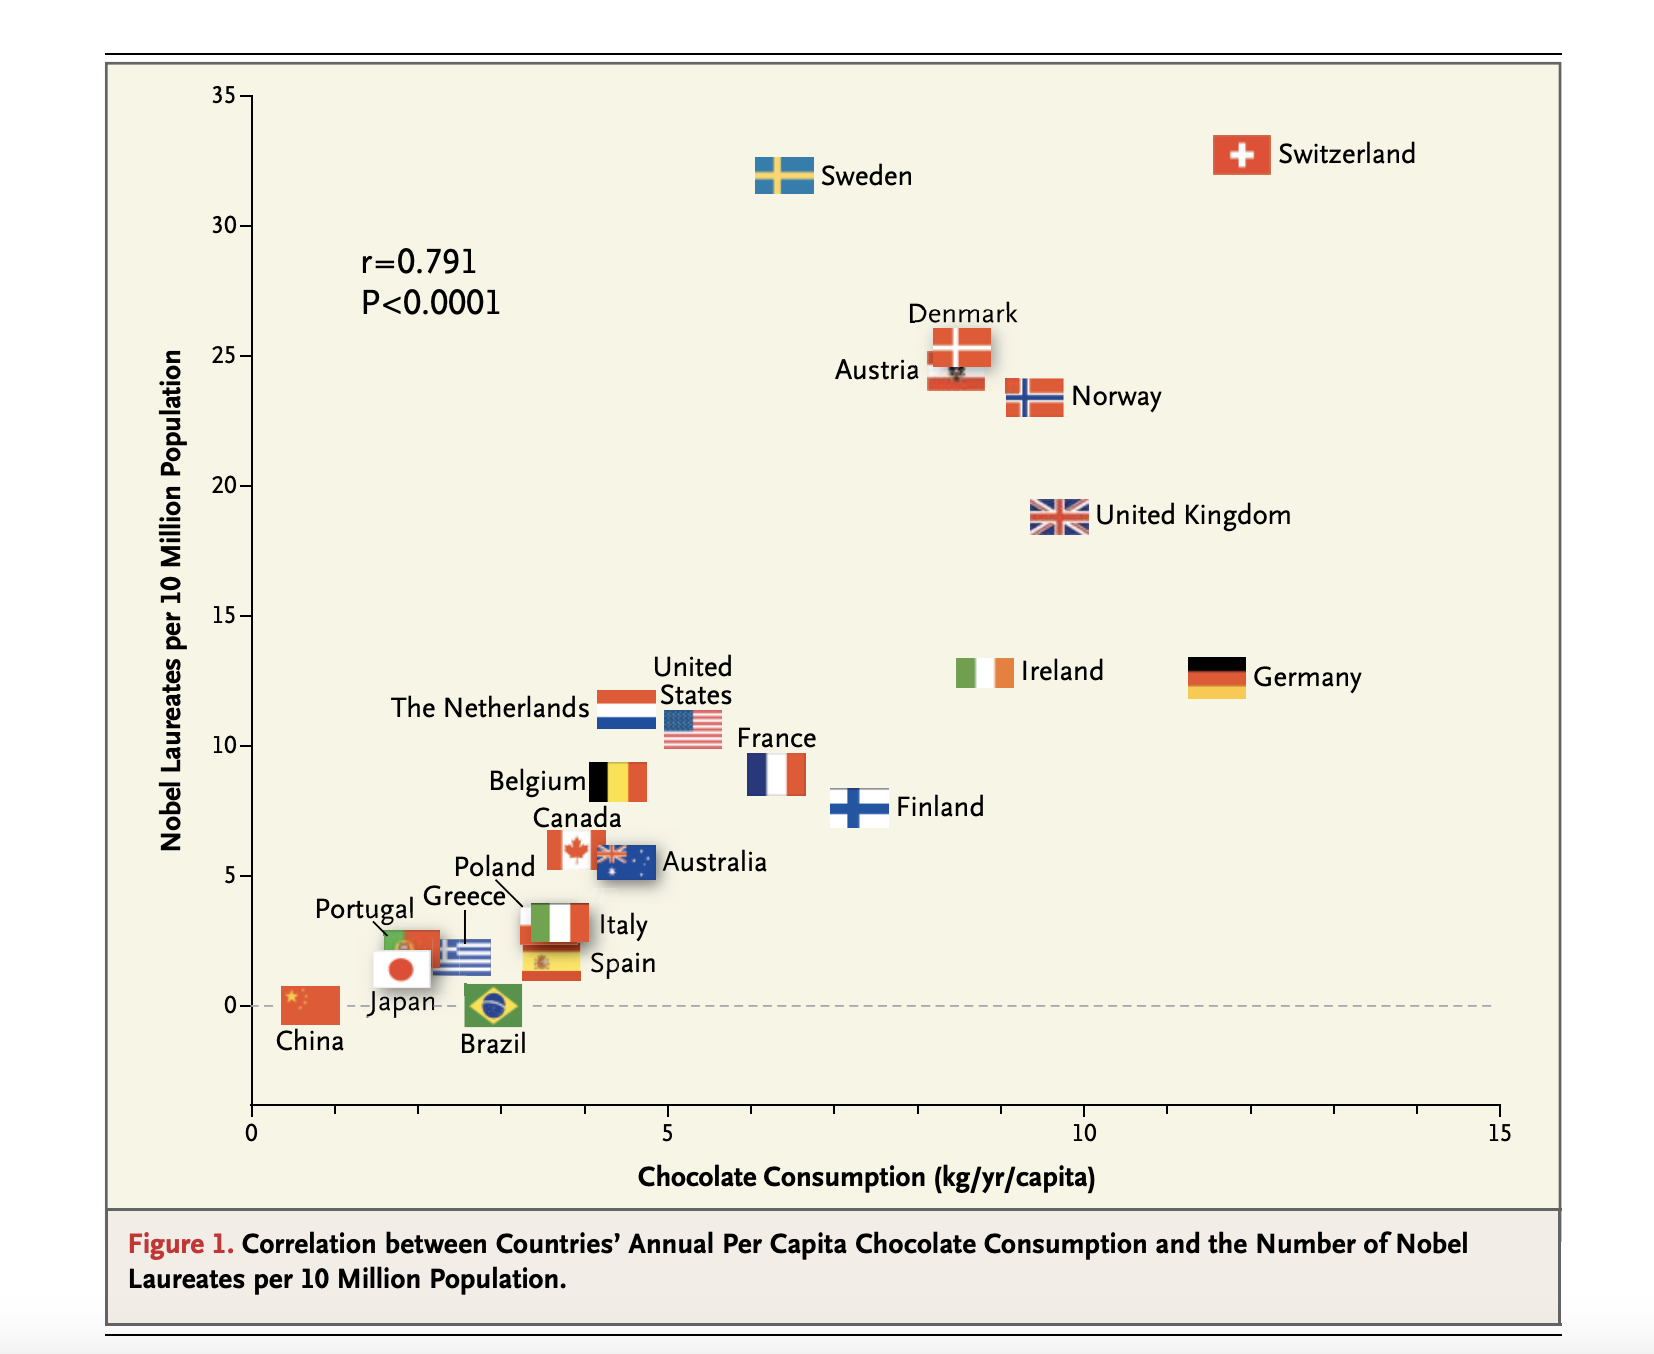 35
30
25
20
15
10
5
0
Nobel Laureates per 10 Million Population
r=0.791
P<0.0001
Sweden
Switzerland
Denmark
Austria
Norway
United Kingdom
Ireland
Germany
United
States
The Netherlands
France
Belgium
Finland
Canada
Australia
Poland
Greece
Portugal
Italy
Spain
Japan
China
Brazil
0
5
10
15
Chocolate Consumption (kg/yr/capita)
Figure 1. Correlation between Countries’ Annual Per Capita Chocolate Consumption and the Number of Nobel
Laureates per 10 Million Population.